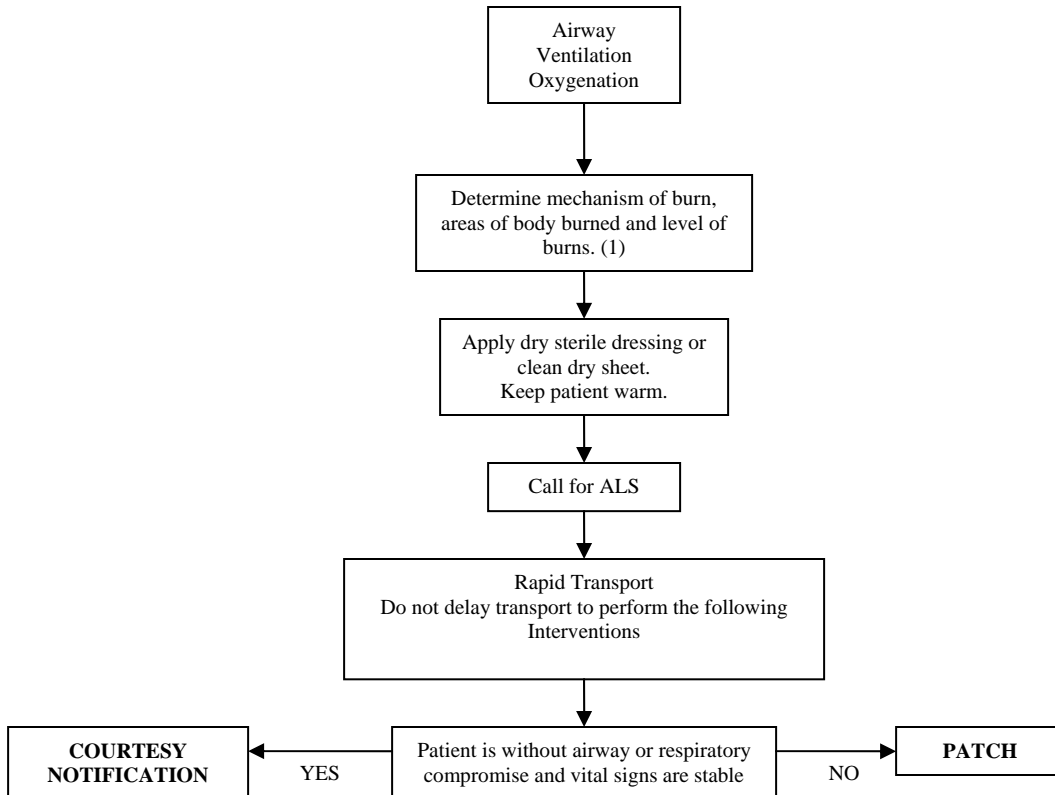 Airway
Ventilation
Oxygenation
Determine mechanism of burn,
areas of body burned and level of
burns. (1)
Apply dry sterile dressing or
clean dry sheet.
Keep patient warm.
Call for ALS
Rapid Transport
Do not delay transport to perform the following
Interventions
COURTESY
NOTIFICATION
YES
Patient is without airway or respiratory
compromise and vital signs are stable
NO
PATCH